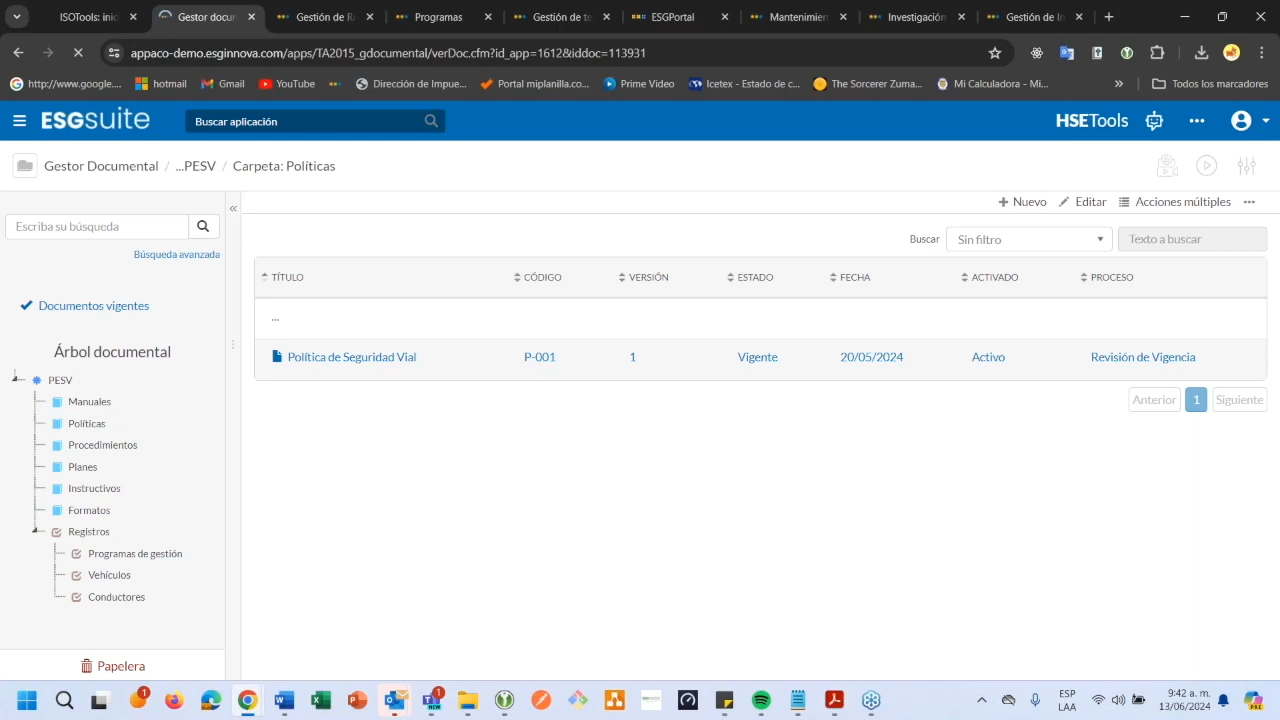 ISOTools: inic
Gestor docun
Gestión de R
Programas
Gestión de te
ESGPortal
Mantenimien
Investigación
Gestión de In
appaco-demo.esginnova.com/apps/TA2015_gdocumental/verDoc.cfm?id_app=1612&iddoc=113931
http://www.google....
hotmail
Gmail
YouTube
Dirección de Impue...
Portal miplanilla.co...
Prime Video
Icetex - Estado de c...
The Sorcerer Zuma...
Mi Calculadora - Mi...
»
Todos los marcadores
ESGsuite
Buscar aplicación
HSETools
Gestor Documental / ...PESV / Carpeta: Políticas
Nuevo Editar Acciones múltiples
Escriba su búsqueda
Búsqueda avanzada
Buscar Sin filtro Texto a buscar
TÍTULO CÓDIGO VERSIÓN ESTADO FECHA ACTIVADO PROCESO
...
Política de Seguridad Vial P-001 1 Vigente 20/05/2024 Activo Revisión de Vigencia
Anterior 1 Siguiente
Documentos vigentes
Árbol documental
PESV
Manuales
Políticas
Procedimientos
Planes
Instructivos
Formatos
Registros
Programas de gestión
Vehículos
Conductores
Papelera
1
1
ESP
LAA
9:42 a. m.
13/06/2024